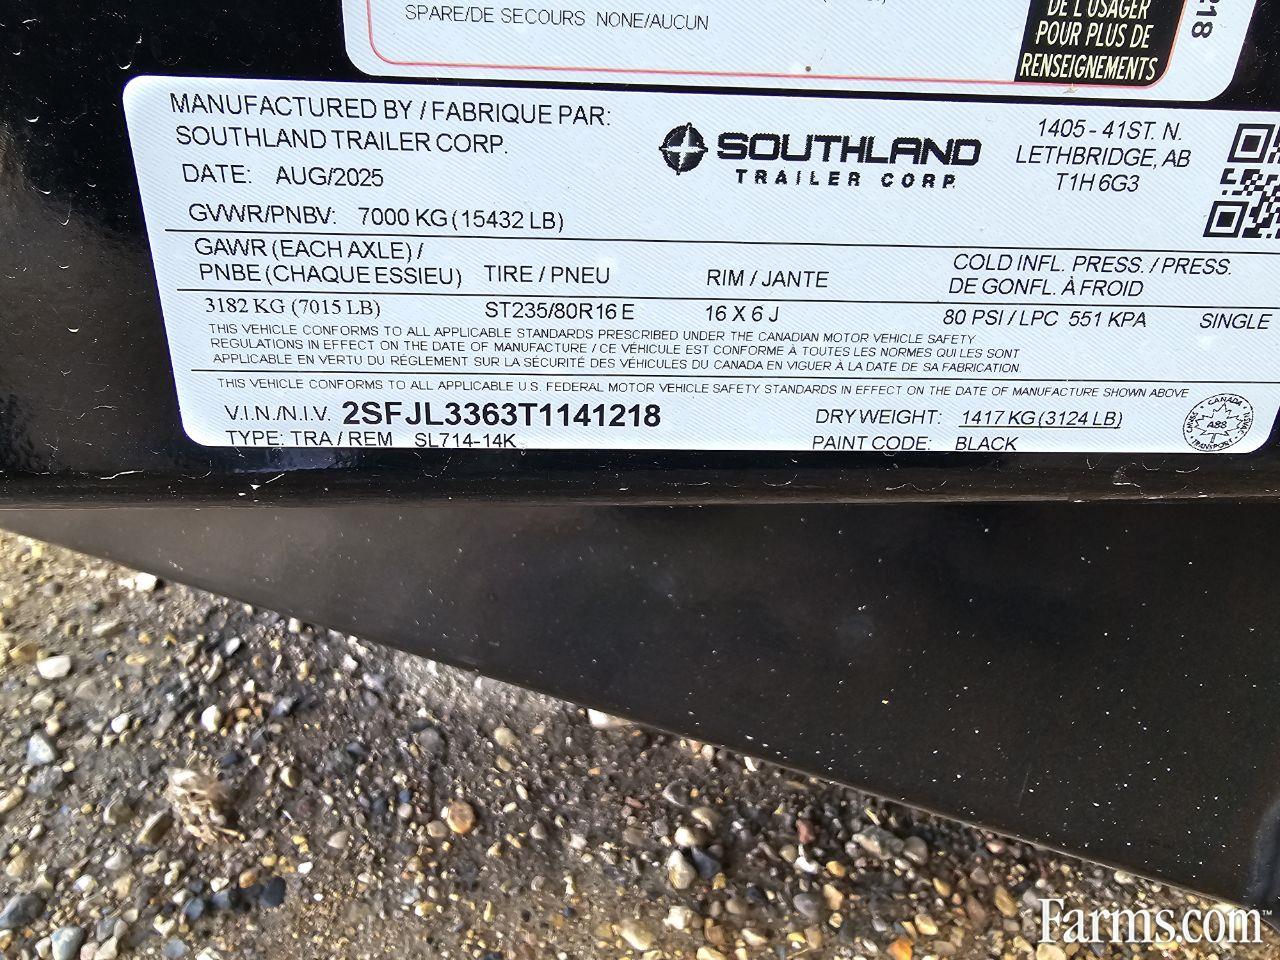 SPARE/DE SECOURS NONE/AUCUN
DE L'USAGER
POUR PLUS DE
RENSEIGNEMENTS
218
MANUFACTURED BY / FABRIQUE PAR:
SOUTHLAND TRAILER CORP.
DATE: AUG/2025
GVWR/PNBV: 7000 KG (15432 LB)
SOUTHLAND
TRAILER CORP.
1405 - 41ST. N.
LETHBRIDGE, AB
T1H 6G3
GAWR (EACH AXLE) /
PNBE (CHAQUE ESSIEU) TIRE / PNEU RIM / JANTE COLD INFL. PRESS. / PRESS.
DE GONFL. À FROID
3182 KG (7015 LB) ST235/80R16 E 16 X 6 J 80 PSI / LPC 551 KPA SINGLE
THIS VEHICLE CONFORMS TO ALL APPLICABLE STANDARDS PRESCRIBED UNDER THE CANADIAN MOTOR VEHICLE SAFETY
REGULATIONS IN EFFECT ON THE DATE OF MANUFACTURE / CE VÉHICULE EST CONFORME À TOUTES LES NORMES QUI LES SONT
APPLICABLE EN VERTU DU RÉGLEMENT SUR LA SÉCURITÉ DES VÉHICULES DU CANADA EN VIGUER À LA DATE DE SA FABRICATION.
THIS VEHICLE CONFORMS TO ALL APPLICABLE U.S. FEDERAL MOTOR VEHICLE SAFETY STANDARDS IN EFFECT ON THE DATE OF MANUFACTURE SHOWN ABOVE
V.I.N./N.I.V. 2SFJL3363T1141218 DRY WEIGHT: 1417 KG (3124 LB)
TYPE: TRA / REM SL714-14K PAINT CODE: BLACK
CANADA
A88
TRANSPORT
Farms.com™